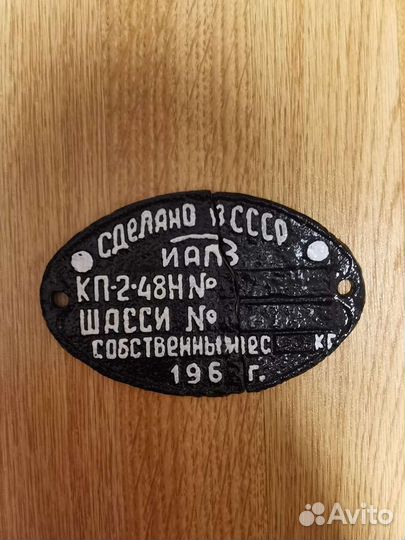 СДЕЛАНО В СССР
ИАПЗ
КП-2-48Н №
ШАССИ №
СОБСТВЕННЫЙ ВЕС КГ.
196 Г.
Avito